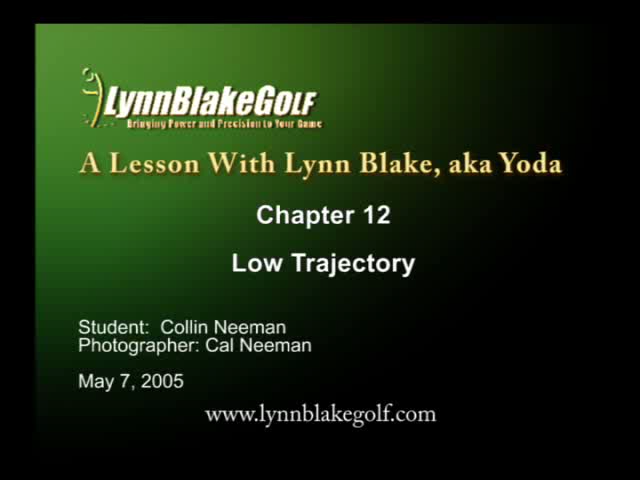 LynnBlakeGolf
Bringing Power and Precision to Your Game
A Lesson With Lynn Blake, aka Yoda
Chapter 12
Low Trajectory
Student:  Collin Neeman
Photographer: Cal Neeman
May 7, 2005
www.lynnblakegolf.com